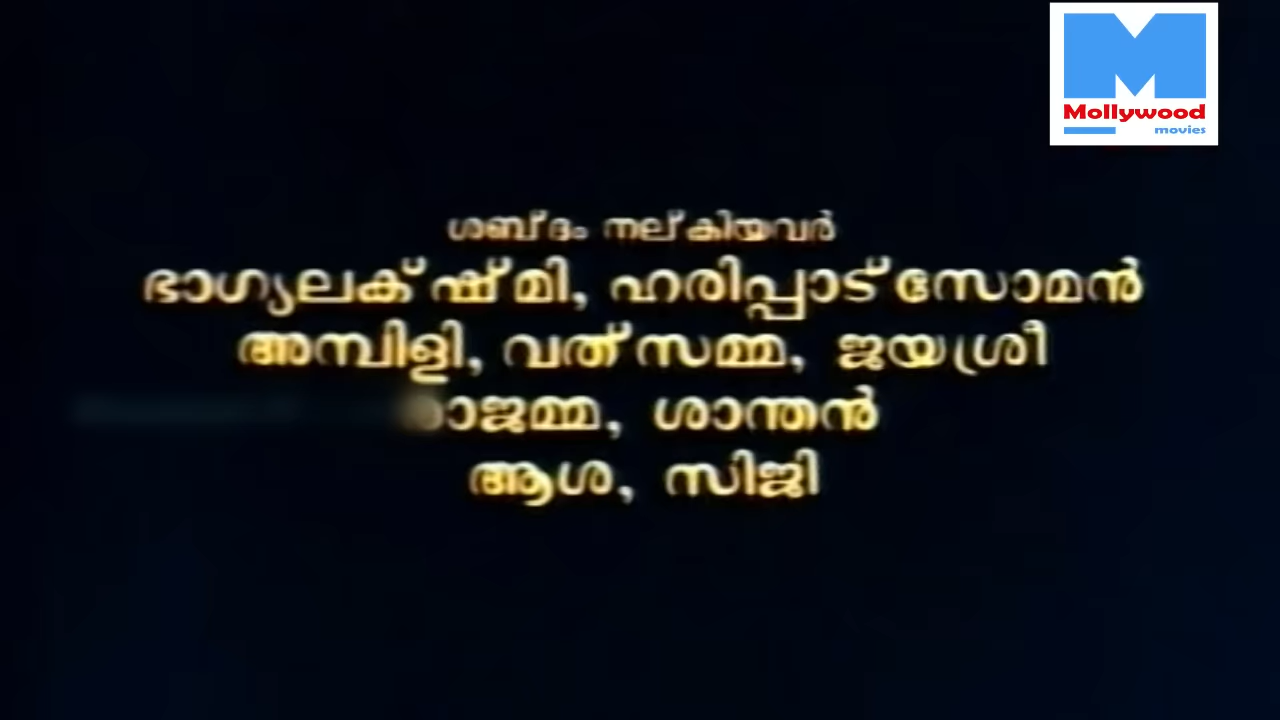 Mollywood
movies
ശബ്ദം നല്കിയവർ
ഭാഗ്യലക്ഷ്മി, ഹരിപ്പാട് സോമൻ
അമ്പിളി, വത്സമ്മ, ജയശ്രീ
ശാന്തൻ
ആശ, സിജി